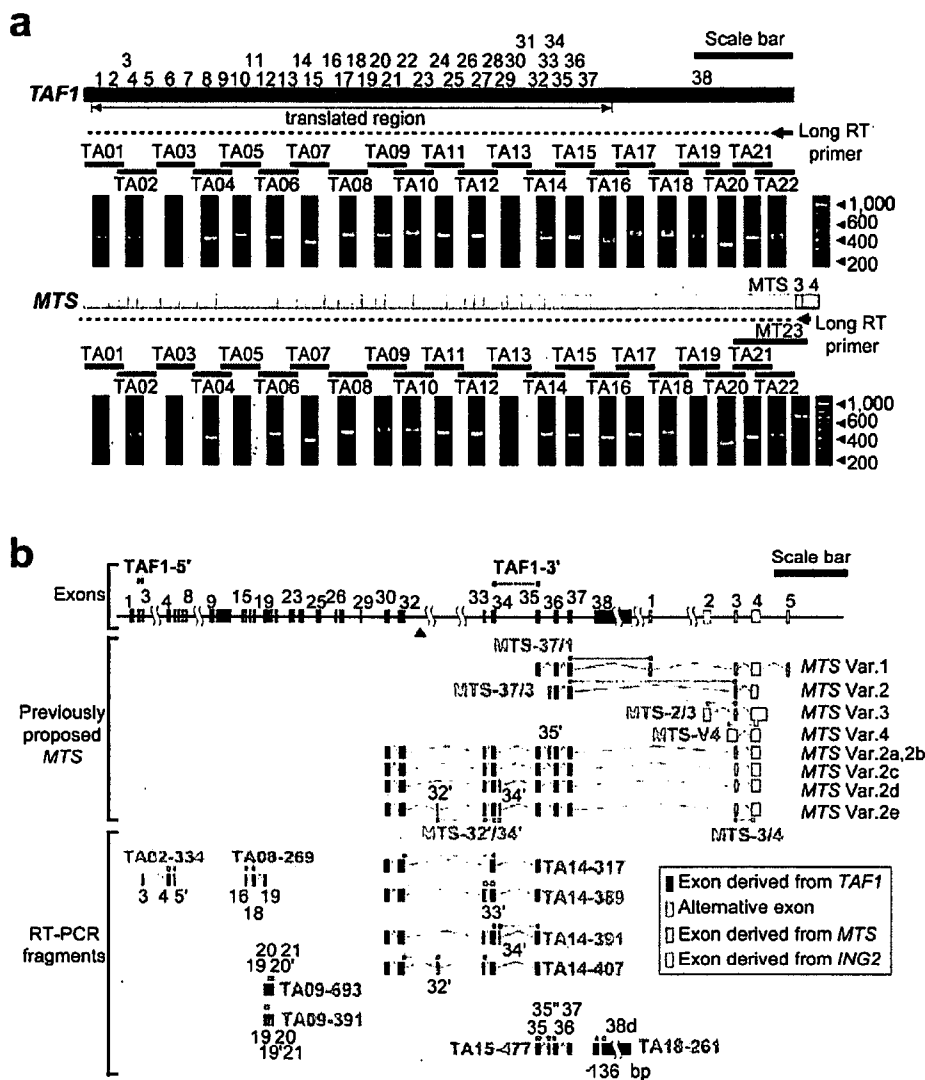 a
31 34
3 11 14 16 18 20 22 24 26 28 30 33 36 Scale bar
1 2 4 5 6 7 8 9 10 12 13 15 17 19 21 23 25 27 29 32 35 37 38
TAF1
translated region
Long RT primer
TA01 TA03 TA05 TA07 TA09 TA11 TA13 TA15 TA17 TA19 TA21
TA02 TA04 TA06 TA08 TA10 TA12 TA14 TA16 TA18 TA20 TA22
◄1,000
◄600
◄400
◄200
MTS 3 4
MTS
Long RT primer
MT23
TA01 TA03 TA05 TA07 TA09 TA11 TA13 TA15 TA17 TA19 TA21
TA02 TA04 TA06 TA08 TA10 TA12 TA14 TA16 TA18 TA20 TA22
◄1,000
◄600
◄400
◄200
b
TAF1-5' TAF1-3' Scale bar
Exons
1 3 4 8 9 15 19 23 25 26 29 30 32 33 34 35 36 37 38 1 2 3 4 5
Previously proposed MTS
MTS-37/1 MTS Var.1
MTS-37/3 MTS Var.2
MTS-2/3 MTS Var.3
35' MTS-V4 MTS Var.4
MTS Var.2a,2b
MTS Var.2c
MTS Var.2d
32' 34' MTS Var.2e
MTS-32'/34' MTS-3/4
RT-PCR fragments
TA02-334 TA08-269 TA14-317
3 4 5' 16 18 19
TA14-389
33'
TA14-391
34'
20 21
19 20' TA14-407
32'
TA09-693
TA09-391
19 20
19' 21
35" 37
35 36 38d
TA15-477 TA18-261
-136 bp
Exon derived from TAF1
Alternative exon
Exon derived from MTS
Exon derived from ING2